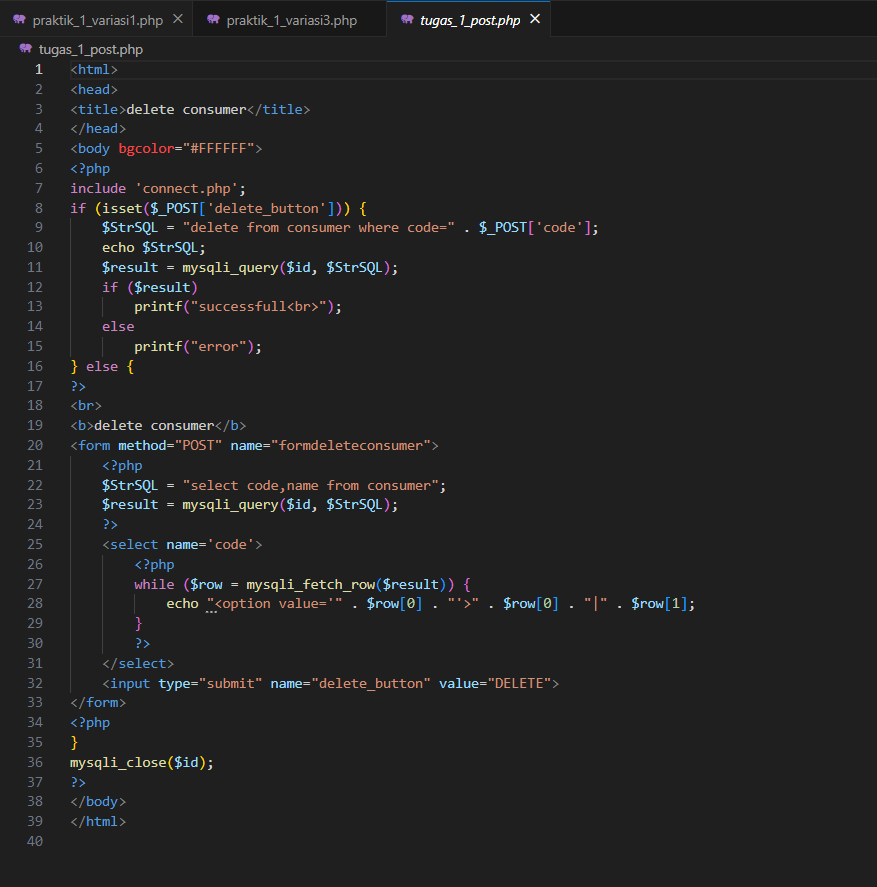 praktik_1_variasi1.php ×
praktik_1_variasi3.php
tugas_1_post.php ×
tugas_1_post.php
1 <html>
2 <head>
3 <title>delete consumer</title>
4 </head>
5 <body bgcolor="#FFFFFF">
6 <?php
7 include 'connect.php';
8 if (isset($_POST['delete_button'])) {
9     $StrSQL = "delete from consumer where code=" . $_POST['code'];
10     echo $StrSQL;
11     $result = mysqli_query($id, $StrSQL);
12     if ($result)
13         printf("successfull<br>");
14     else
15         printf("error");
16 } else {
17 ?>
18 <br>
19 <b>delete consumer</b>
20 <form method="POST" name="formdeleteconsumer">
21     <?php
22     $StrSQL = "select code,name from consumer";
23     $result = mysqli_query($id, $StrSQL);
24     ?>
25     <select name='code'>
26         <?php
27         while ($row = mysqli_fetch_row($result)) {
28             echo "<option value='" . $row[0] . "'>" . $row[0] . "|" . $row[1];
29         }
30         ?>
31     </select>
32     <input type="submit" name="delete_button" value="DELETE">
33 </form>
34 <?php
35 }
36 mysqli_close($id);
37 ?>
38 </body>
39 </html>
40